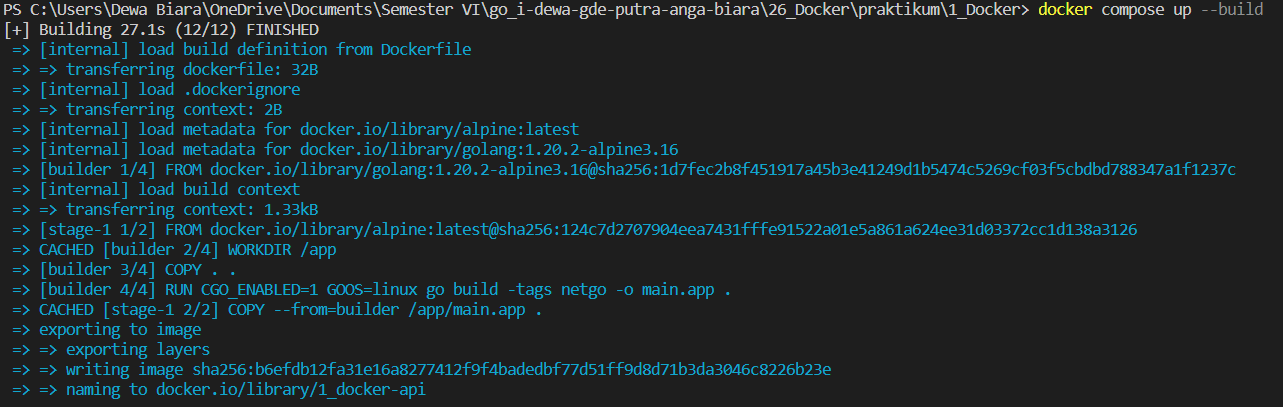 PS C:\Users\Dewa Biara\OneDrive\Documents\Semester VI\go_i-dewa-gde-putra-anga-biara\26_Docker\praktikum\1_Docker> docker compose up --build
[+] Building 27.1s (12/12) FINISHED
=> [internal] load build definition from Dockerfile
=> => transferring dockerfile: 32B
=> [internal] load .dockerignore
=> => transferring context: 2B
=> [internal] load metadata for docker.io/library/alpine:latest
=> [internal] load metadata for docker.io/library/golang:1.20.2-alpine3.16
=> [builder 1/4] FROM docker.io/library/golang:1.20.2-alpine3.16@sha256:1d7fec2b8f451917a45b3e41249d1b5474c5269cf03f5cbdbd788347a1f1237c
=> [internal] load build context
=> => transferring context: 1.33kB
=> [stage-1 1/2] FROM docker.io/library/alpine:latest@sha256:124c7d2707904eea7431fffe91522a01e5a861a624ee31d03372cc1d138a3126
=> CACHED [builder 2/4] WORKDIR /app
=> [builder 3/4] COPY . .
=> [builder 4/4] RUN CGO_ENABLED=1 GOOS=linux go build -tags netgo -o main.app .
=> CACHED [stage-1 2/2] COPY --from=builder /app/main.app .
=> exporting to image
=> => exporting layers
=> => writing image sha256:b6efdb12fa31e16a8277412f9f4badedbf77d51ff9d8d71b3da3046c8226b23e
=> => naming to docker.io/library/1_docker-api